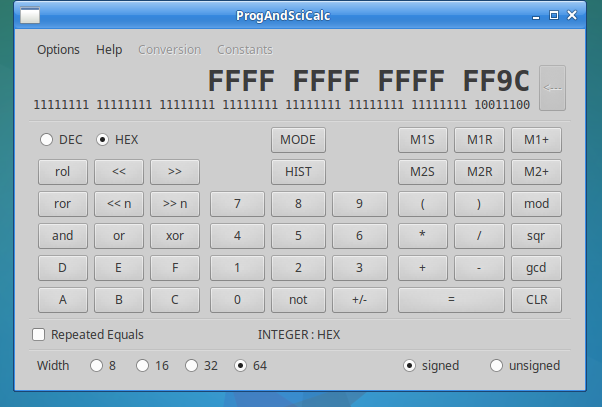 ProgAndSciCalc
Options Help Conversion Constants
FFFF FFFF FFFF FF9C <---
11111111 11111111 11111111 11111111 11111111 11111111 11111111 10011100
DEC HEX MODE M1S M1R M1+
rol << >> HIST M2S M2R M2+
ror << n >> n 7 8 9 ( ) mod
and or xor 4 5 6 * / sqr
D E F 1 2 3 + - gcd
A B C 0 not +/- = CLR
Repeated Equals INTEGER : HEX
Width 8 16 32 64 signed unsigned